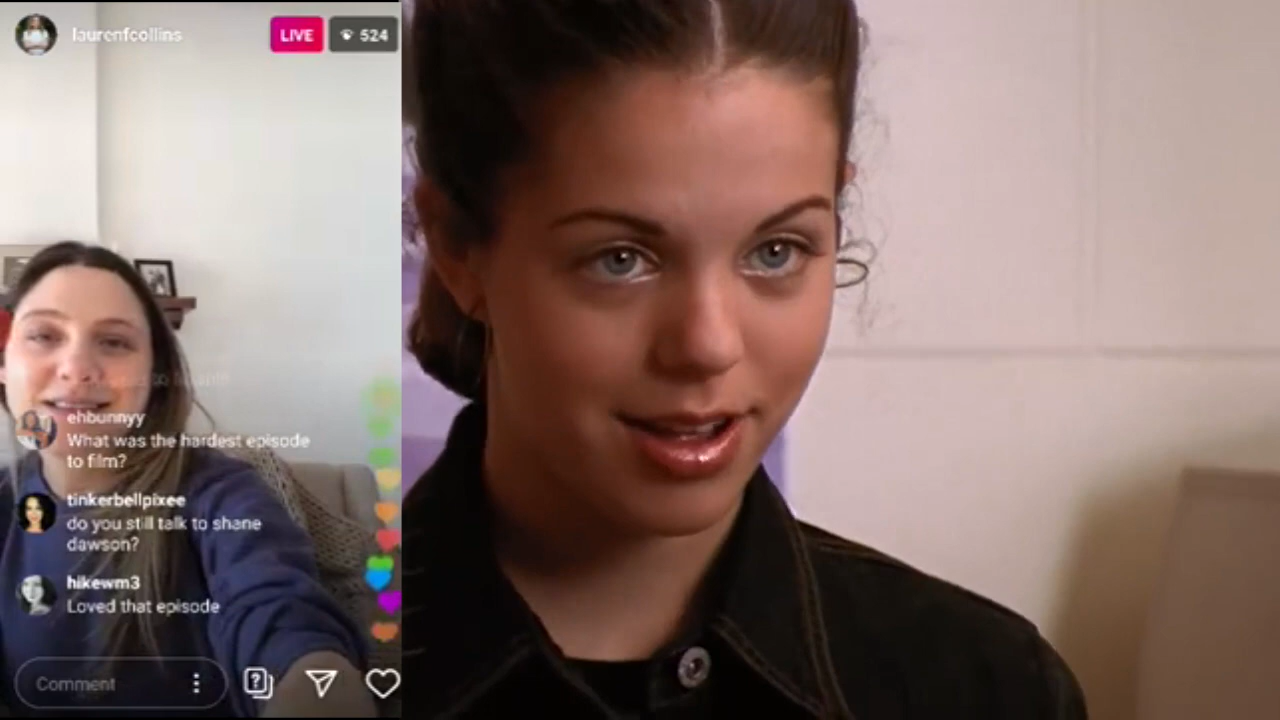 laurenfcollins
LIVE
524
ehbunnyy
What was the hardest episode
to film?
tinkerbellpixee
do you still talk to shane
dawson?
hikewm3
Loved that episode
Comment